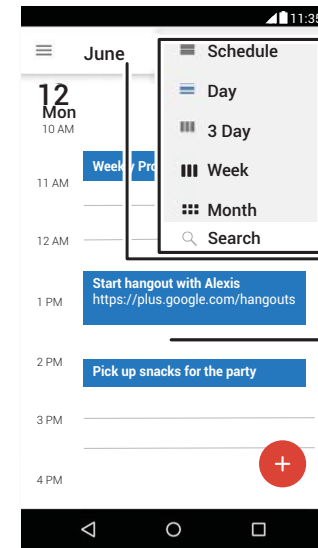 11:35
June
Schedule
12
Day
Mon
10 AM
3 Day
Weekly Pro
Week
11 AM
Month
12 AM
Search
Start hangout with Alexis
1 PM
https://plus.google.com/hangouts
2 PM
Pick up snacks for the party
3 PM
4 PM